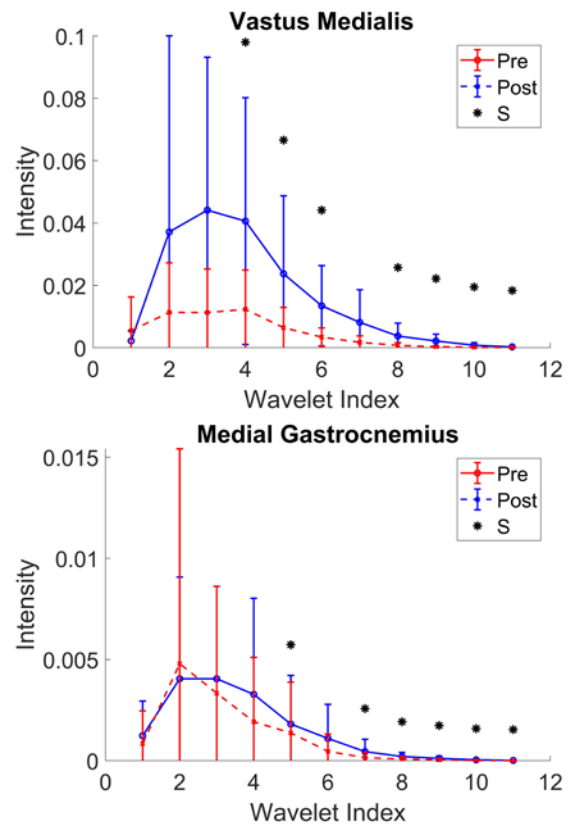 Vastus Medialis
0.1
0.08
0.06
0.04
0.02
0
Intensity
Pre
Post
S
0 2 4 6 8 10 12
Wavelet Index
Medial Gastrocnemius
0.015
0.01
0.005
0
Intensity
Pre
Post
S
0 2 4 6 8 10 12
Wavelet Index